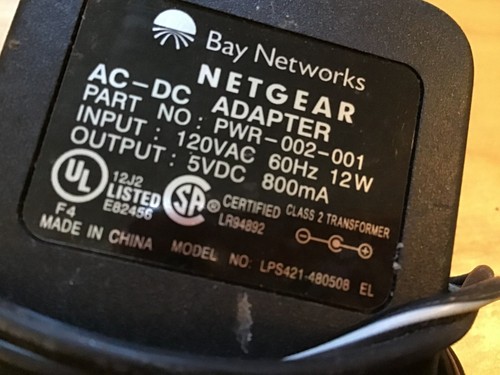 Bay Networks
NETGEAR
AC-DC ADAPTER
PART NO: PWR-002-001
INPUT : 120VAC 60Hz 12W
OUTPUT : 5VDC 800mA
UL 12J2 LISTED E82456 F4
SA ® CERTIFIED LR94892
CLASS 2 TRANSFORMER
MADE IN CHINA MODEL NO: LPS421-480508 EL